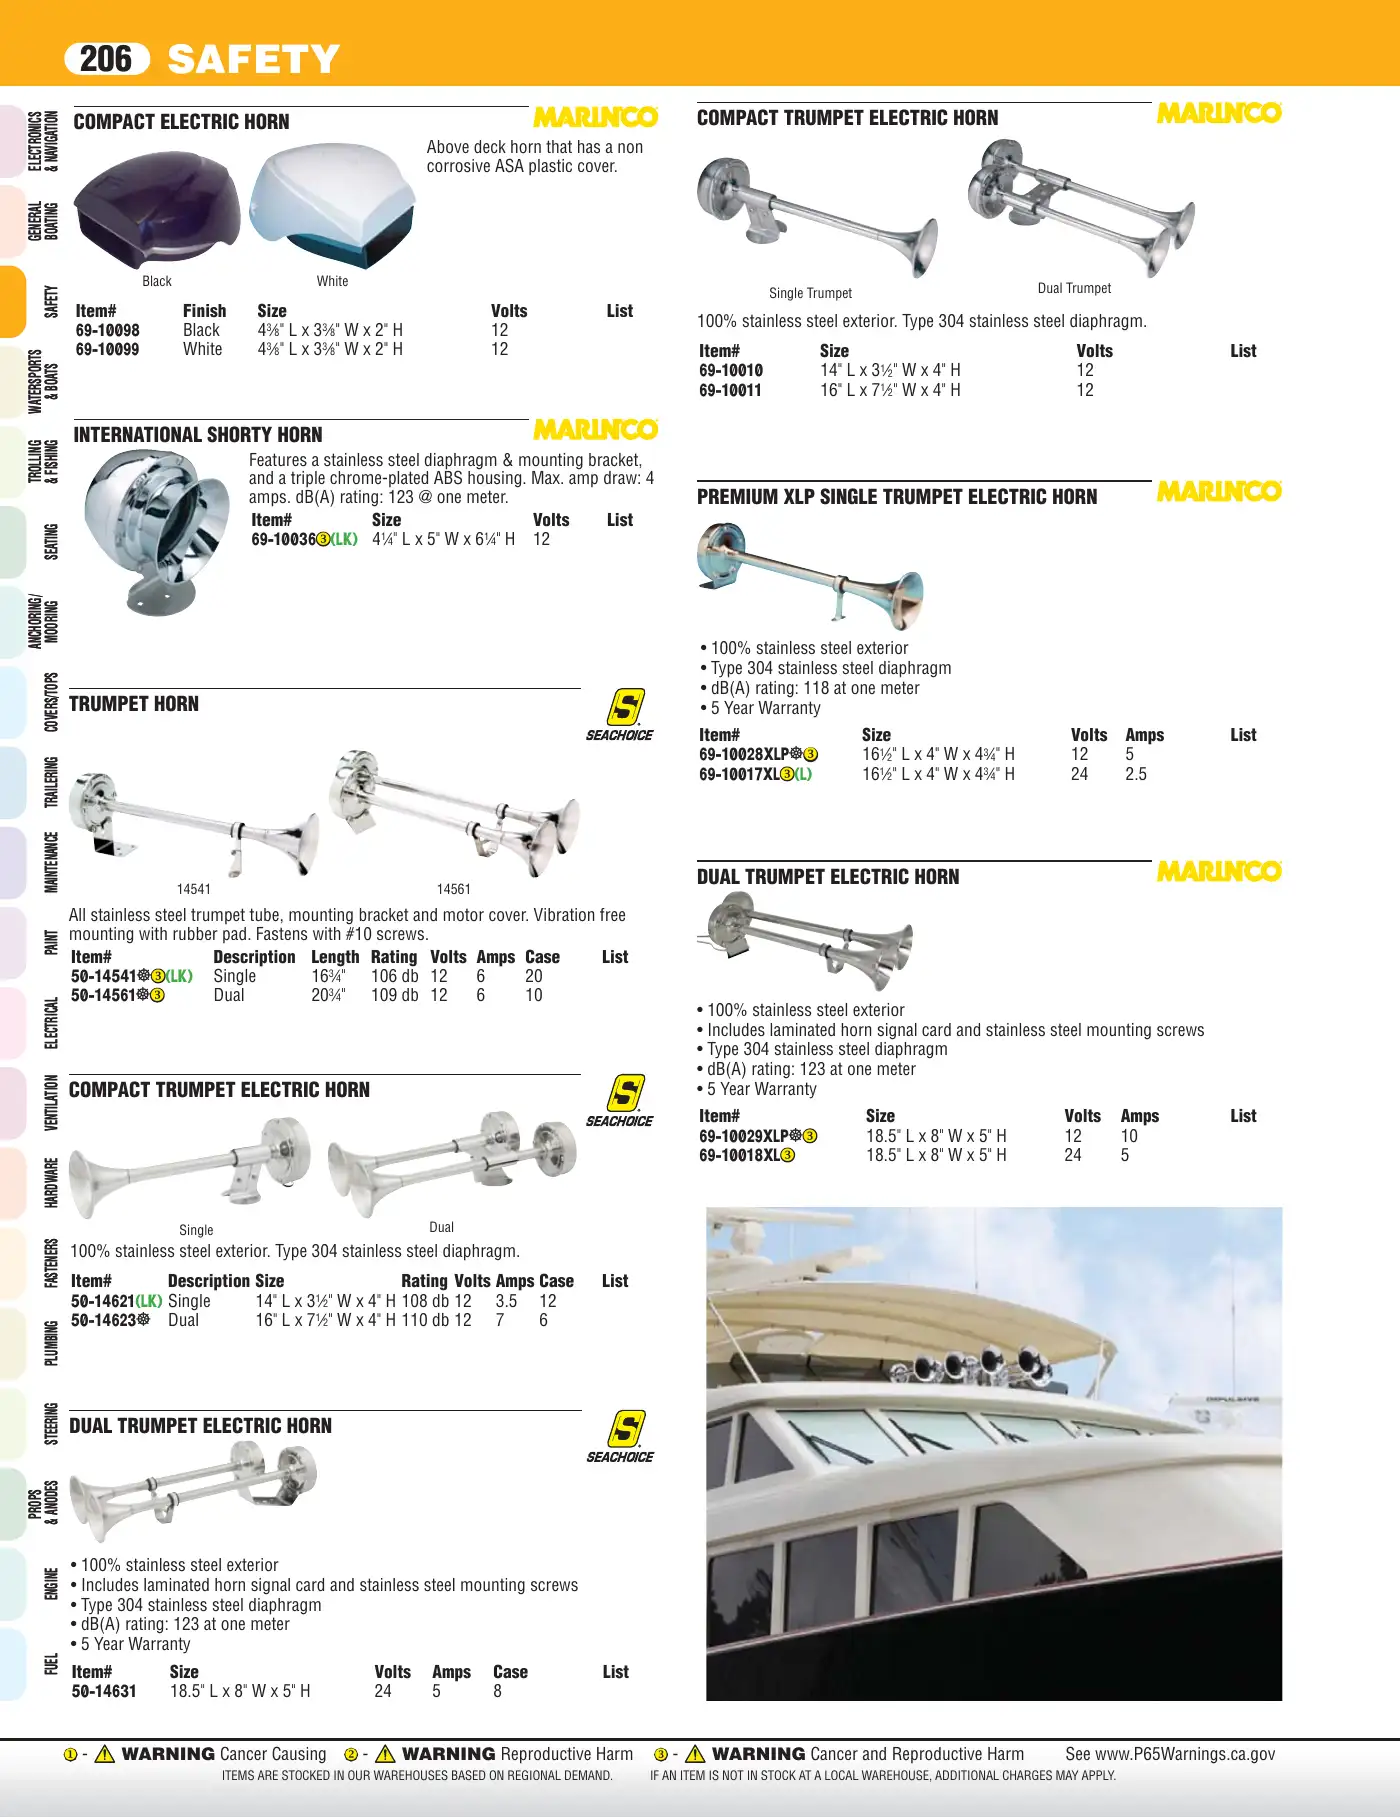 206 SAFETY
ELECTRONICS
& NAVIGATION
GENERAL
BOATING
SAFETY
WATERSPORTS
& BOATS
TROLLING
& FISHING
SEATING
ANCHORING/
MOORING
COVERS/TOPS
TRAILERING
MAINTENANCE
PAINT
ELECTRICAL
VENTILATION
HARDWARE
FASTENERS
PLUMBING
STEERING
PROPS
& ANODES
ENGINE
FUEL
COMPACT ELECTRIC HORN
MARINCO
Above deck horn that has a non
corrosive ASA plastic cover.
Black White
Item# Finish Size Volts List
69-10098 Black 4⅜" L x 3⅜" W x 2" H 12
69-10099 White 4⅜" L x 3⅜" W x 2" H 12
INTERNATIONAL SHORTY HORN
MARINCO
Features a stainless steel diaphragm & mounting bracket,
and a triple chrome-plated ABS housing. Max. amp draw: 4
amps. dB(A) rating: 123 @ one meter.
Item# Size Volts List
69-10036 3 (LK) 4¼" L x 5" W x 6¼" H 12
TRUMPET HORN
S
SEACHOICE
14541 14561
All stainless steel trumpet tube, mounting bracket and motor cover. Vibration free
mounting with rubber pad. Fastens with #10 screws.
Item# Description Length Rating Volts Amps Case List
50-14541☸ 3 (LK) Single 16¾" 106 db 12 6 20
50-14561☸ 3 Dual 20¾" 109 db 12 6 10
COMPACT TRUMPET ELECTRIC HORN
S
SEACHOICE
Single Dual
100% stainless steel exterior. Type 304 stainless steel diaphragm.
Item# Description Size Rating Volts Amps Case List
50-14621(LK) Single 14" L x 3½" W x 4" H 108 db 12 3.5 12
50-14623☸ Dual 16" L x 7½" W x 4" H 110 db 12 7 6
DUAL TRUMPET ELECTRIC HORN
S
SEACHOICE
• 100% stainless steel exterior
• Includes laminated horn signal card and stainless steel mounting screws
• Type 304 stainless steel diaphragm
• dB(A) rating: 123 at one meter
• 5 Year Warranty
Item# Size Volts Amps Case List
50-14631 18.5" L x 8" W x 5" H 24 5 8
COMPACT TRUMPET ELECTRIC HORN
MARINCO
Single Trumpet Dual Trumpet
100% stainless steel exterior. Type 304 stainless steel diaphragm.
Item# Size Volts List
69-10010 14" L x 3½" W x 4" H 12
69-10011 16" L x 7½" W x 4" H 12
PREMIUM XLP SINGLE TRUMPET ELECTRIC HORN
MARINCO
• 100% stainless steel exterior
• Type 304 stainless steel diaphragm
• dB(A) rating: 118 at one meter
• 5 Year Warranty
Item# Size Volts Amps List
69-10028XLP☸ 3 16½" L x 4" W x 4¾" H 12 5
69-10017XL 3 (L) 16½" L x 4" W x 4¾" H 24 2.5
DUAL TRUMPET ELECTRIC HORN
MARINCO
• 100% stainless steel exterior
• Includes laminated horn signal card and stainless steel mounting screws
• Type 304 stainless steel diaphragm
• dB(A) rating: 123 at one meter
• 5 Year Warranty
Item# Size Volts Amps List
69-10029XLP☸ 3 18.5" L x 8" W x 5" H 12 10
69-10018XL 3 18.5" L x 8" W x 5" H 24 5
1 - WARNING Cancer Causing 2 - WARNING Reproductive Harm 3 - WARNING Cancer and Reproductive Harm See www.P65Warnings.ca.gov
ITEMS ARE STOCKED IN OUR WAREHOUSES BASED ON REGIONAL DEMAND. IF AN ITEM IS NOT IN STOCK AT A LOCAL WAREHOUSE, ADDITIONAL CHARGES MAY APPLY.